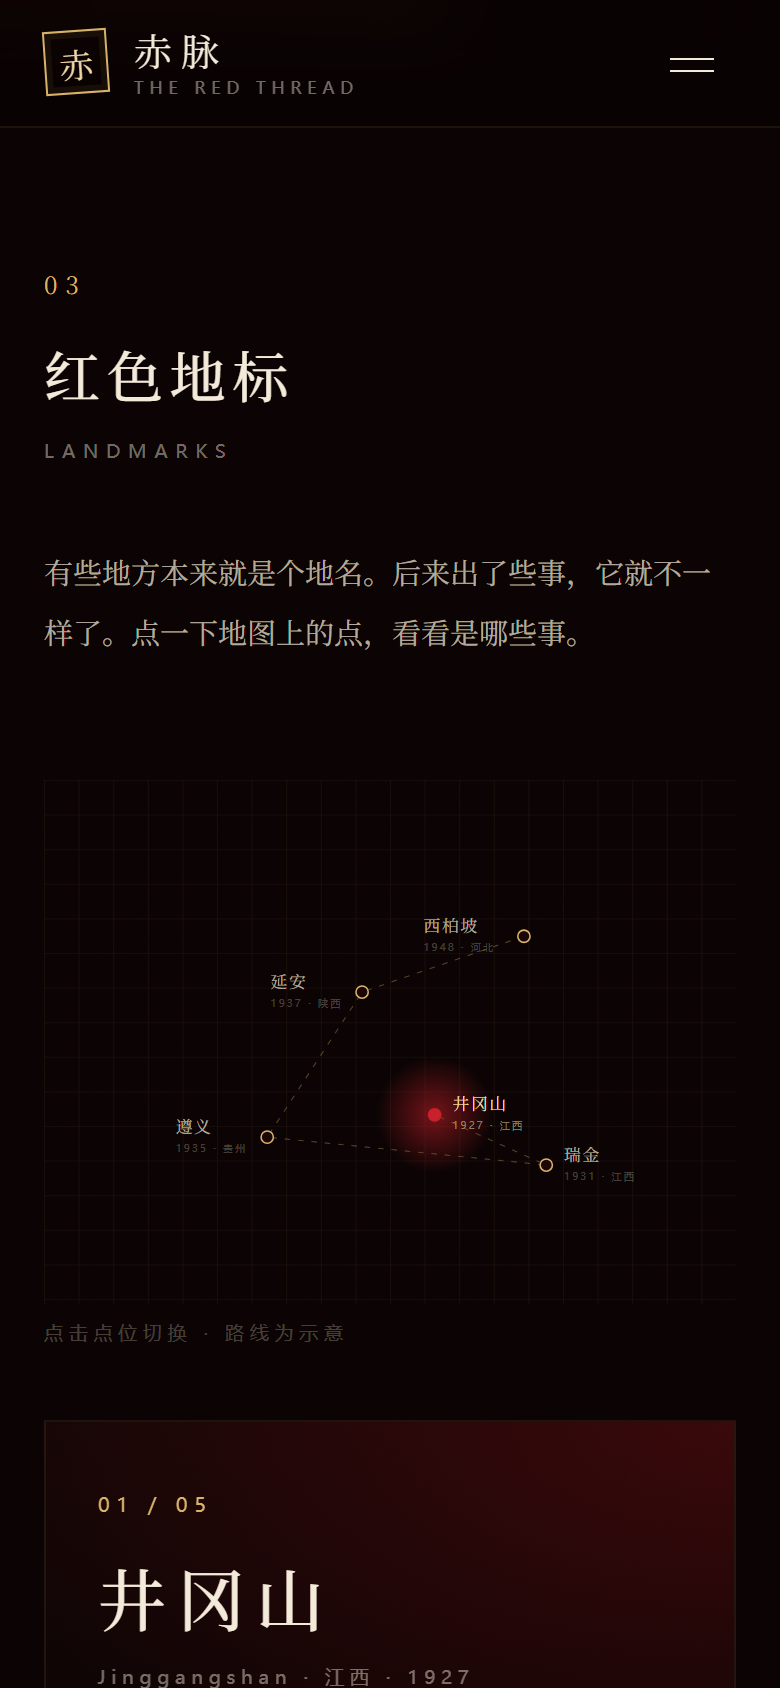 赤
赤脉
THE RED THREAD
03
红色地标
LANDMARKS
有些地方本来就是个地名。后来出了些事，它就不一
样了。点一下地图上的点，看看是哪些事。
西柏坡
1948 · 河北
延安
1937 · 陕西
井冈山
1927 · 江西
遵义
1935 · 贵州
瑞金
1931 · 江西
点击点位切换 · 路线为示意
01 / 05
井冈山
Jinggangshan · 江西 · 1927